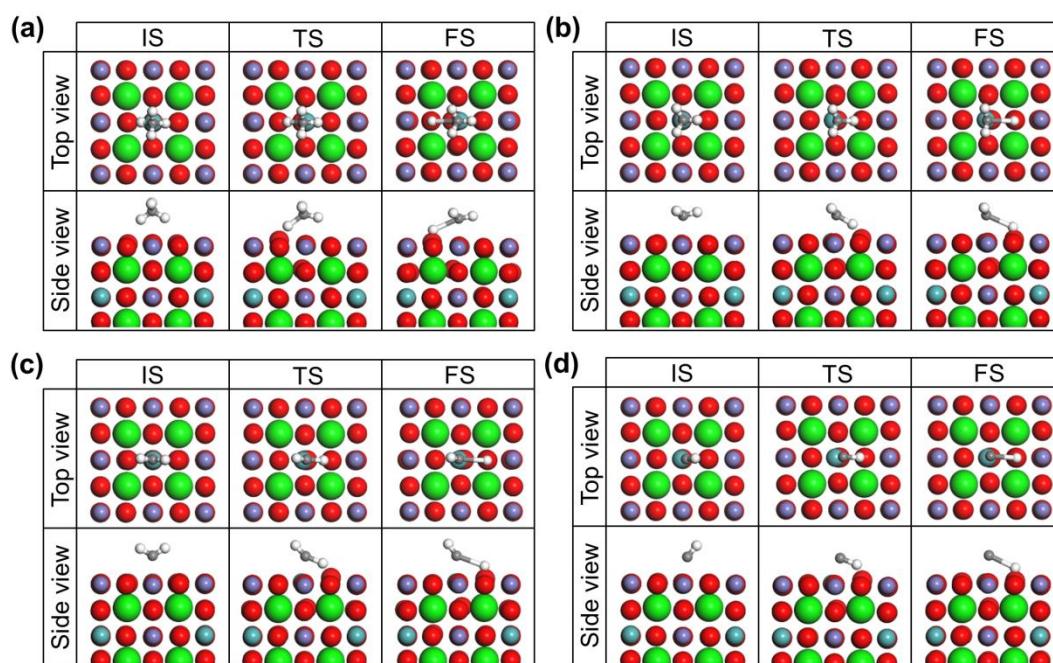 (a)
IS TS FS
Top view
Side view
(b)
IS TS FS
Top view
Side view
(c)
IS TS FS
Top view
Side view
(d)
IS TS FS
Top view
Side view